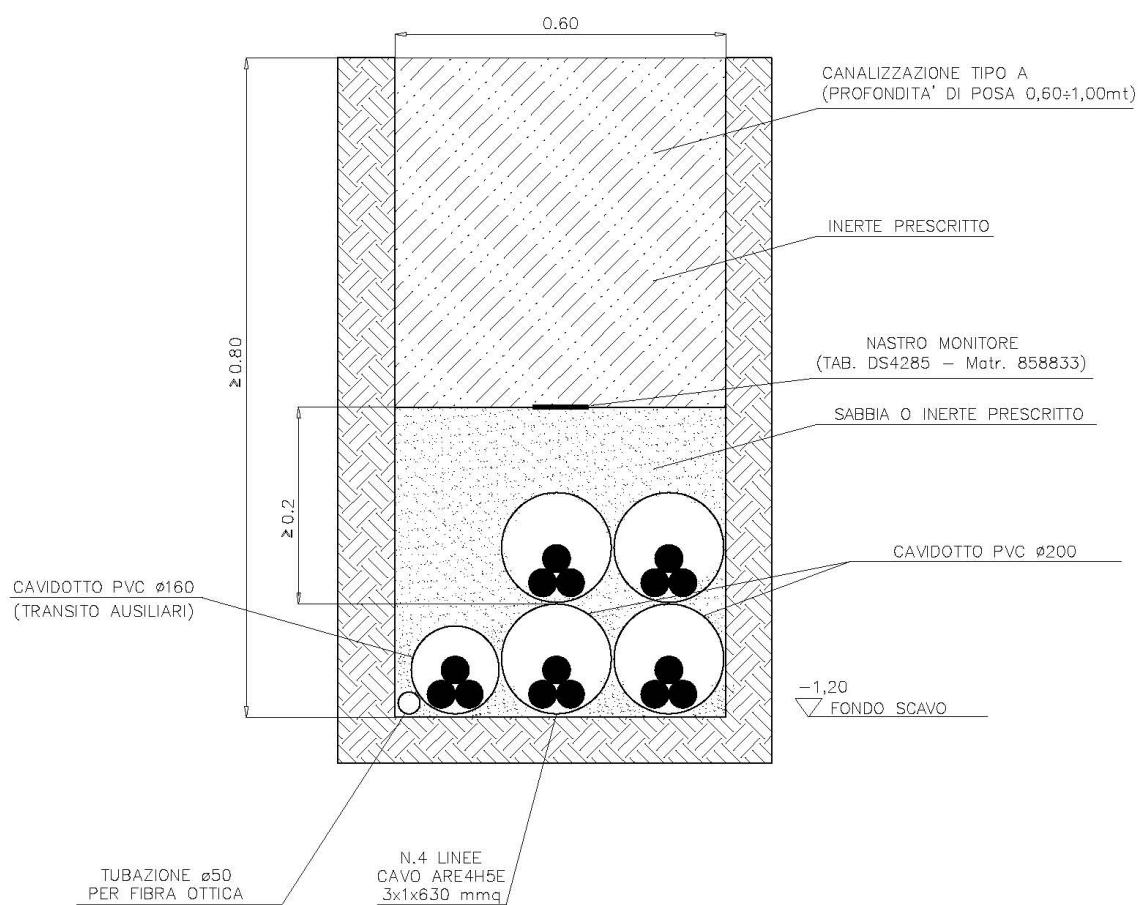 0.60
CANALIZZAZIONE TIPO A
(PROFONDITA' DI POSA 0,60÷1,00mt)
INERTE PRESCRITTO
NASTRO MONITORE
(TAB. DS4285 – Matr. 858833)
≥0.80
SABBIA O INERTE PRESCRITTO
≥0.2
CAVIDOTTO PVC ø200
CAVIDOTTO PVC ø160
(TRANSITO AUSILIARI)
–1,20
FONDO SCAVO
N.4 LINEE
CAVO ARE4H5E
3x1x630 mmq
TUBAZIONE ø50
PER FIBRA OTTICA